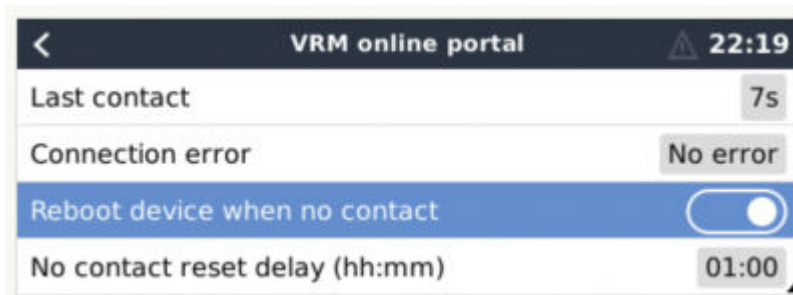 VRM online portal 22:19
Last contact 7s
Connection error No error
Reboot device when no contact
No contact reset delay (hh:mm) 01:00